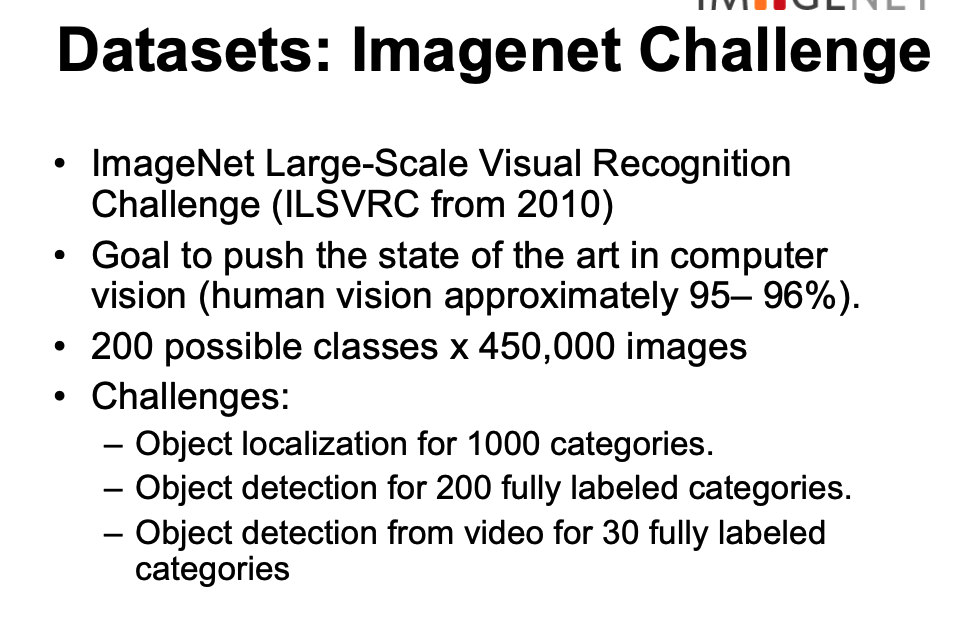 Datasets: Imagenet Challenge
• ImageNet Large-Scale Visual Recognition
Challenge (ILSVRC from 2010)
• Goal to push the state of the art in computer
vision (human vision approximately 95– 96%).
• 200 possible classes x 450,000 images
• Challenges:
– Object localization for 1000 categories.
– Object detection for 200 fully labeled categories.
– Object detection from video for 30 fully labeled
categories